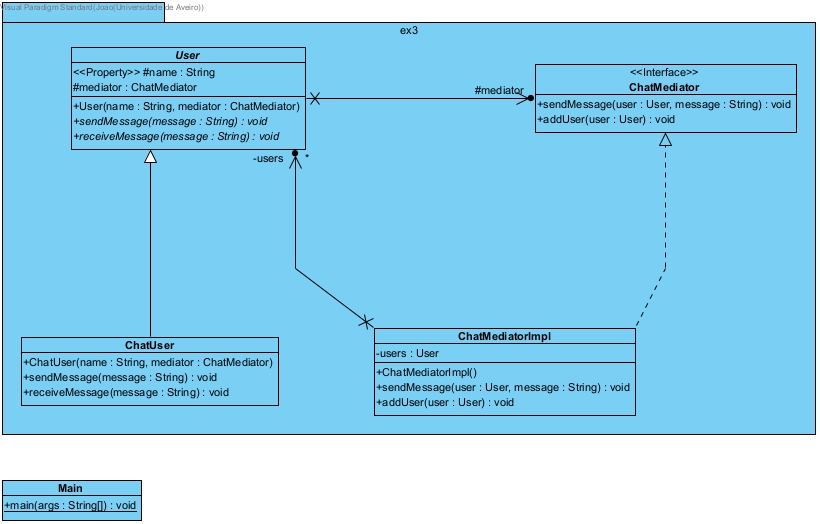 Visual Paradigm Standard(Joao(Universidade de Aveiro))
ex3
User
<<Property>> #name : String
#mediator : ChatMediator
+User(name : String, mediator : ChatMediator)
+sendMessage(message : String) : void
+receiveMessage(message : String) : void
#mediator
<<Interface>>
ChatMediator
+sendMessage(user : User, message : String) : void
+addUser(user : User) : void
-users
*
ChatUser
+ChatUser(name : String, mediator : ChatMediator)
+sendMessage(message : String) : void
+receiveMessage(message : String) : void
ChatMediatorImpl
-users : User
+ChatMediatorImpl()
+sendMessage(user : User, message : String) : void
+addUser(user : User) : void
Main
+main(args : String[]) : void